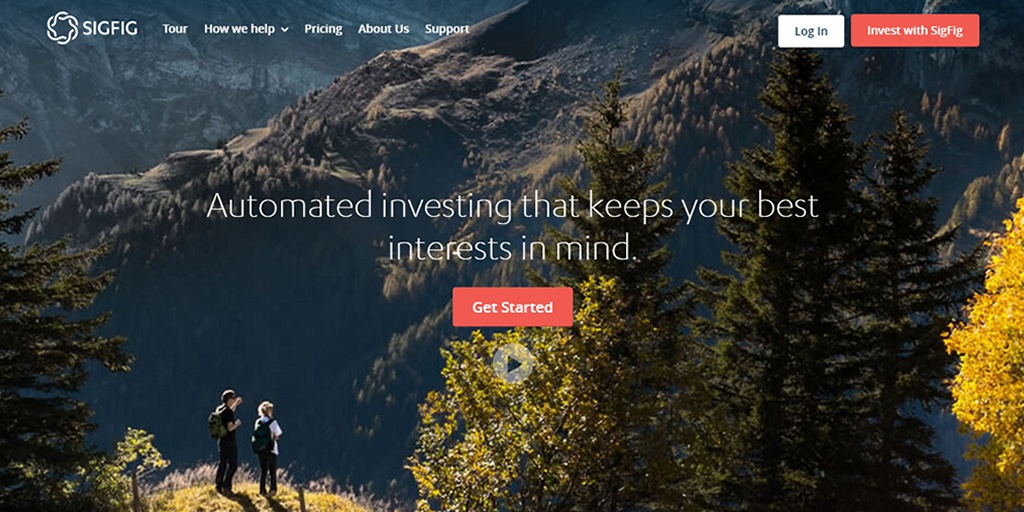 SIGFIG
Tour
How we help
Pricing
About Us
Support
Log In
Invest with SigFig
Automated investing that keeps your best
interests in mind.
Get Started